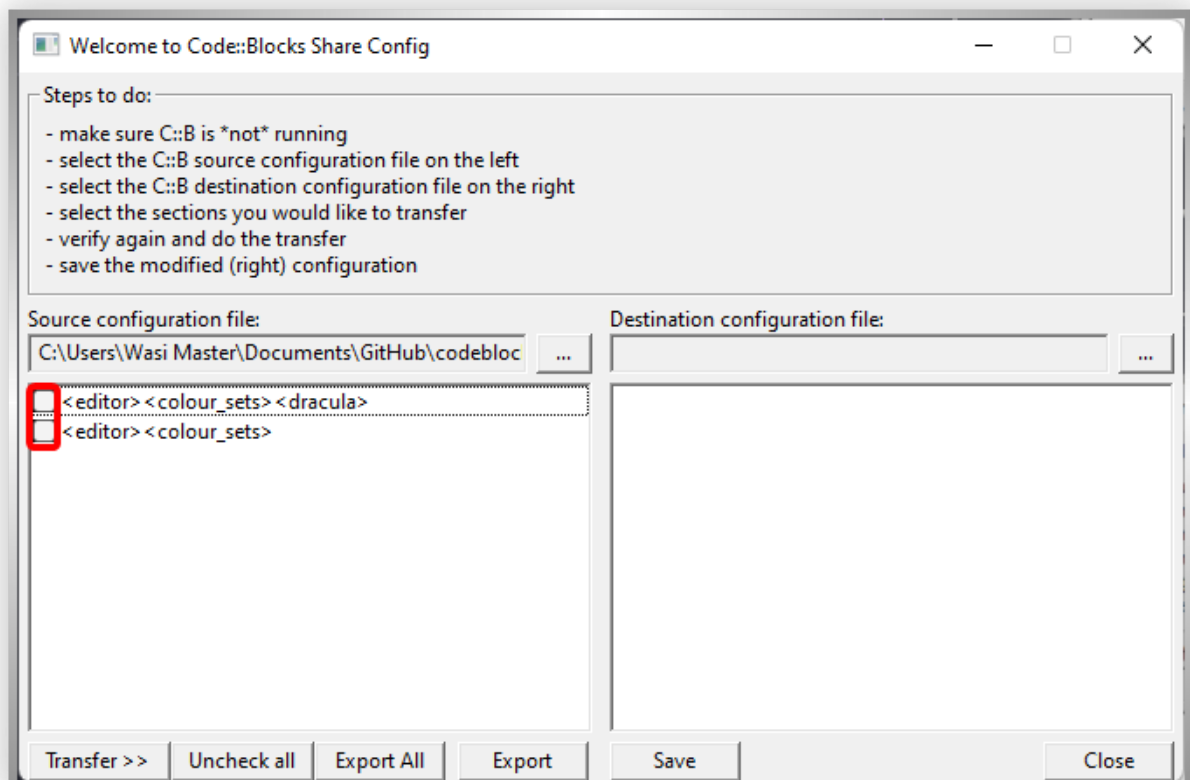 Welcome to Code::Blocks Share Config
Steps to do:
- make sure C::B is *not* running
- select the C::B source configuration file on the left
- select the C::B destination configuration file on the right
- select the sections you would like to transfer
- verify again and do the transfer
- save the modified (right) configuration
Source configuration file: Destination configuration file:
C:\Users\Wasi Master\Documents\GitHub\codebloc ... ...
<editor><colour_sets><dracula>
<editor><colour_sets>
Transfer >> Uncheck all Export All Export Save Close